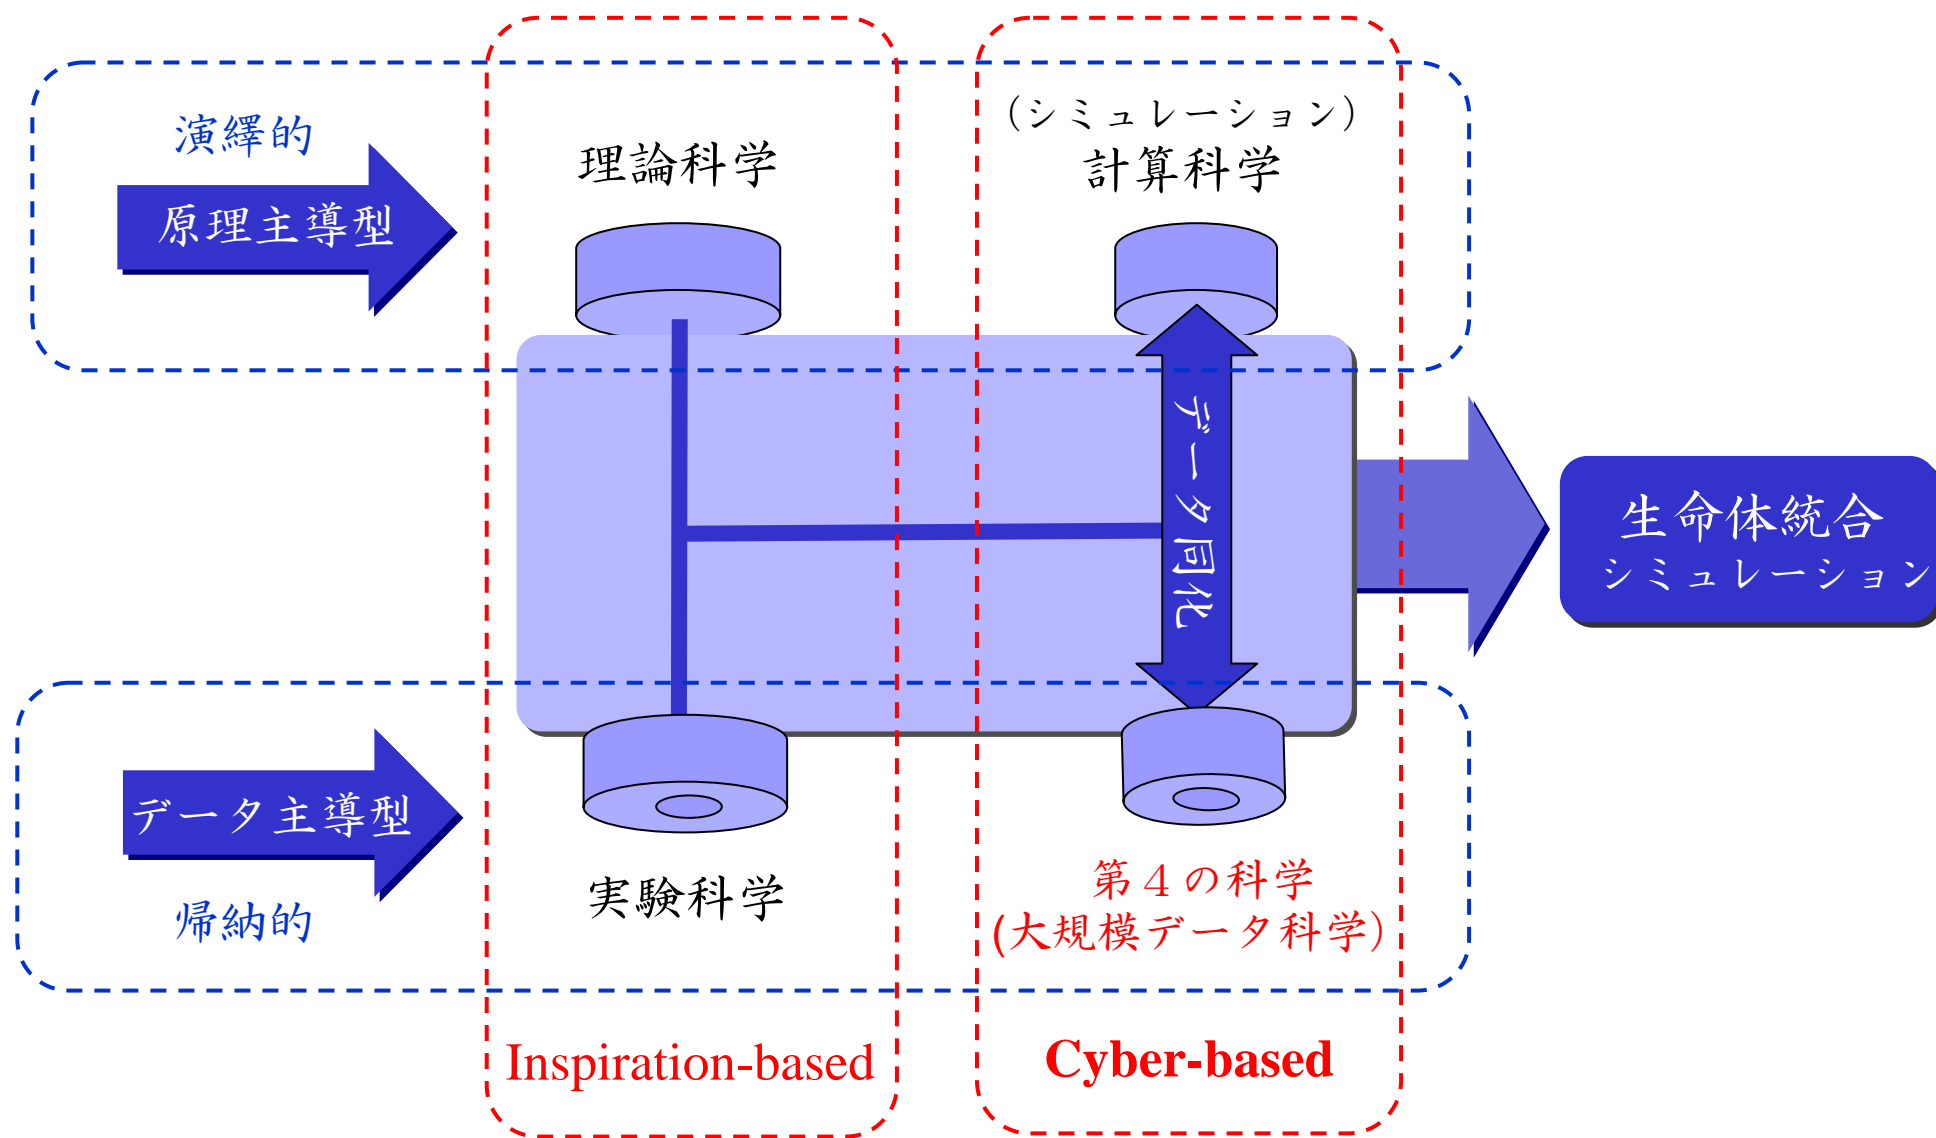 演繹的
原理主導型
理論科学
（シミュレーション）
計算科学
データ同化
生命体統合
シミュレーション
データ主導型
帰納的
実験科学
第４の科学
(大規模データ科学）
Inspiration-based
Cyber-based